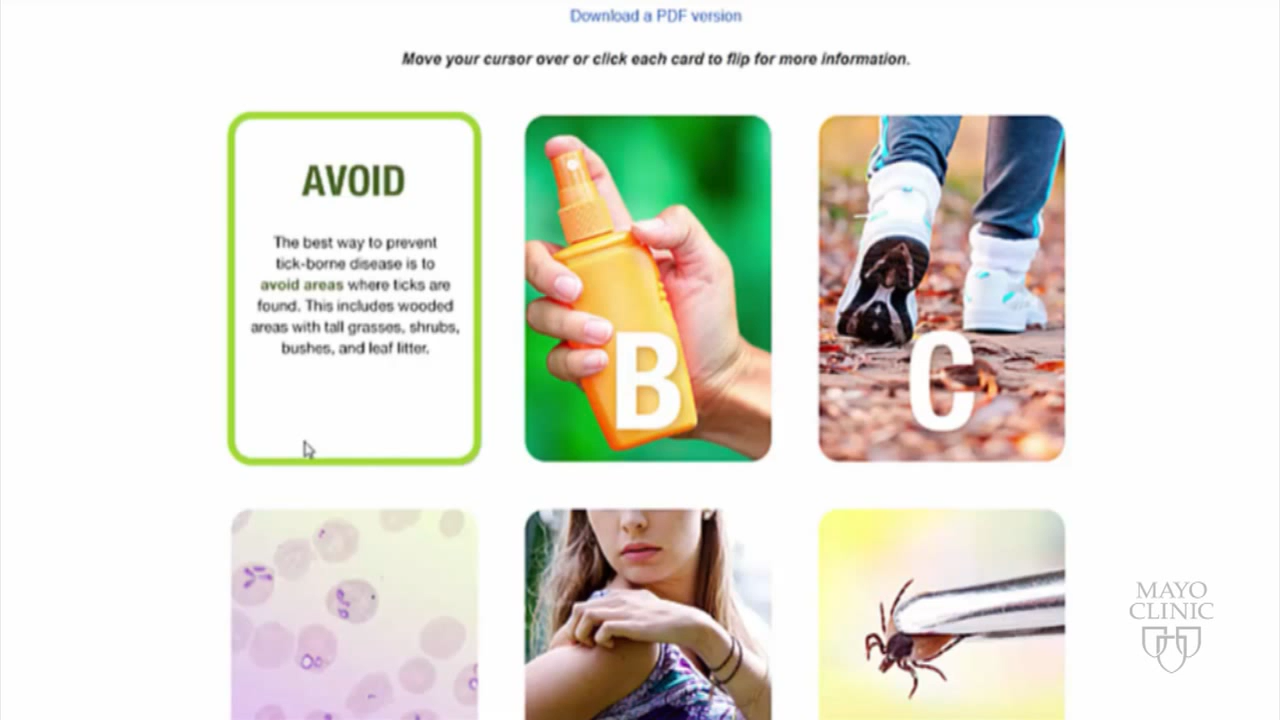 Download a PDF version
Move your cursor over or click each card to flip for more information.
AVOID
The best way to prevent
tick-borne disease is to
avoid areas where ticks are
found. This includes wooded
areas with tall grasses, shrubs,
bushes, and leaf litter.
B
C
MAYO
CLINIC